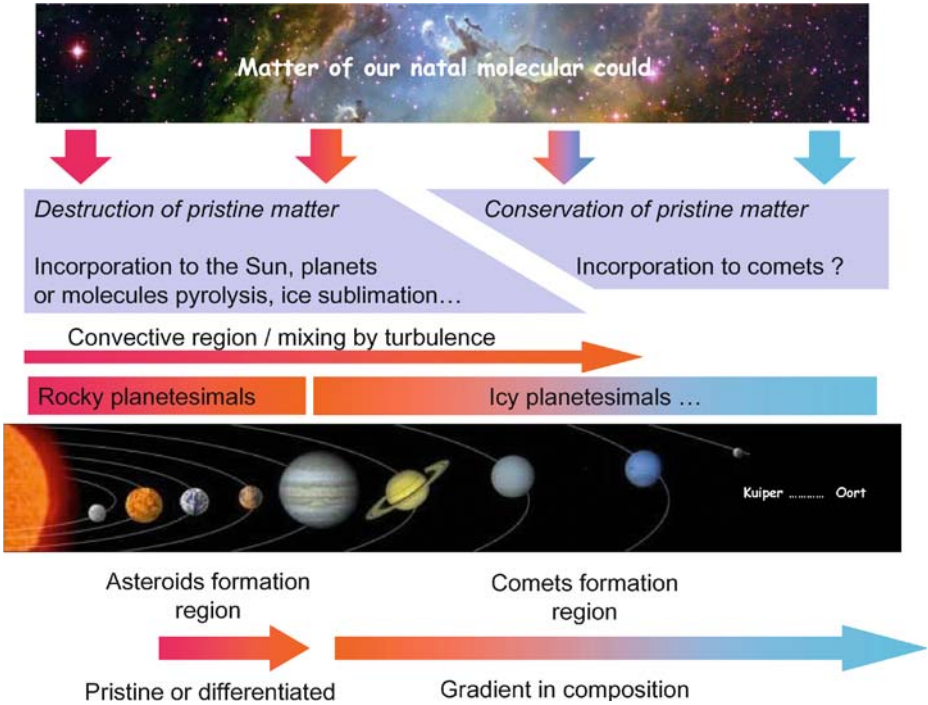 Matter of our natal molecular could
Destruction of pristine matter
Incorporation to the Sun, planets
or molecules pyrolysis, ice sublimation…
Conservation of pristine matter
Incorporation to comets ?
Convective region / mixing by turbulence
Rocky planetesimals
Icy planetesimals …
Kuiper ………… Oort
Asteroids formation
region
Comets formation
region
Pristine or differentiated
Gradient in composition